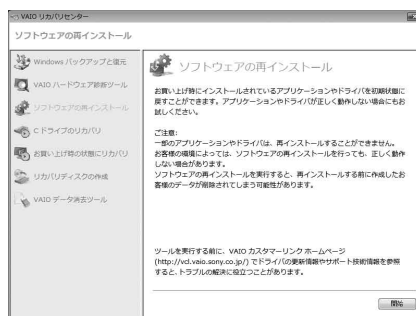 VAIO リカバリセンター
ソフトウェアの再インストール
Windows バックアップと復元
VAIO ハードウェア診断ツール
ソフトウェアの再インストール
C ドライブのリカバリ
お買い上げ時の状態にリカバリ
リカバリディスクの作成
VAIO データ消去ツール
ソフトウェアの再インストール
お買い上げ時にインストールされているアプリケーションやドライバを初期状態に
戻すことができます。アプリケーションやドライバが正しく動作しない場合にもお
試しください。
ご注意:
一部のアプリケーションやドライバは、再インストールすることができません。
お客様の環境によっては、ソフトウェアの再インストールを行っても、正しく動作
しない場合があります。
ソフトウェアの再インストールを実行すると、再インストールする前に作成したお
客様のデータが削除されてしまう可能性があります。
ツールを実行する前に、VAIO カスタマーリンク ホームページ
(http://vcl.vaio.sony.co.jp/) でドライバの更新情報やサポート技術情報を参照
すると、トラブルの解決に役立つことがあります。
開始